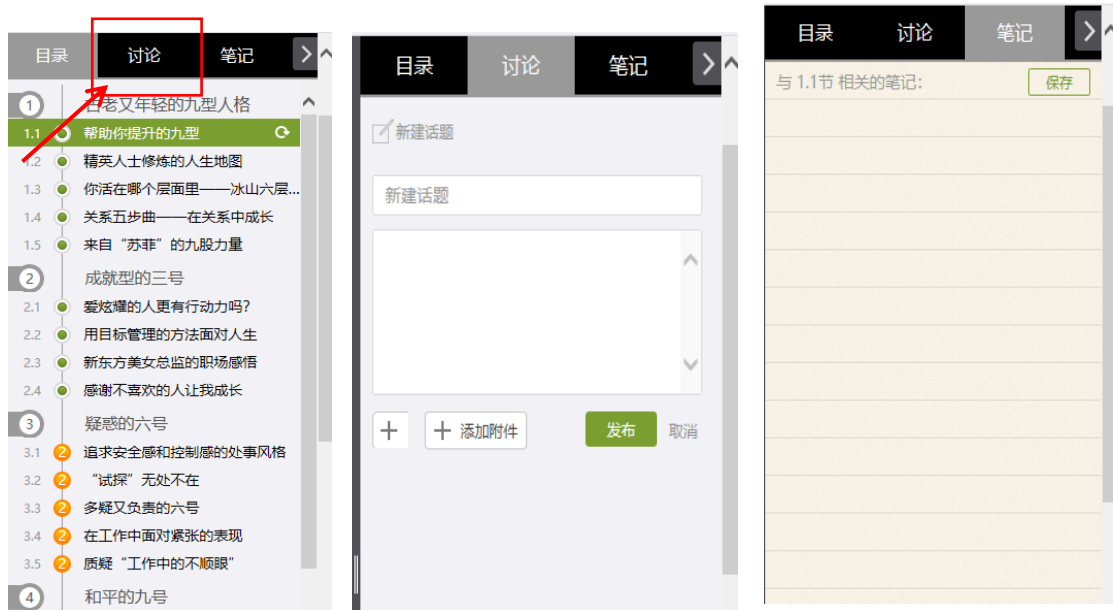 目录 讨论 笔记
1 古老又年轻的九型人格
1.1 帮助你提升的九型
1.2 精英人士修炼的人生地图
1.3 你活在哪个层面里——冰山六层...
1.4 关系五步曲——在关系中成长
1.5 来自“苏菲”的九股力量
2 成就型的三号
2.1 爱炫耀的人更有行动力吗?
2.2 用目标管理的方法面对人生
2.3 新东方美女总监的职场感悟
2.4 感谢不喜欢的人让我成长
3 疑惑的六号
3.1 2 追求安全感和控制感的处事风格
3.2 2 “试探”无处不在
3.3 2 多疑又负责的六号
3.4 2 在工作中面对紧张的表现
3.5 2 质疑“工作中的不顺眼”
4 和平的九号
目录 讨论 笔记
新建话题
新建话题
添加附件 发布 取消
目录 讨论 笔记
与 1.1节 相关的笔记: 保存